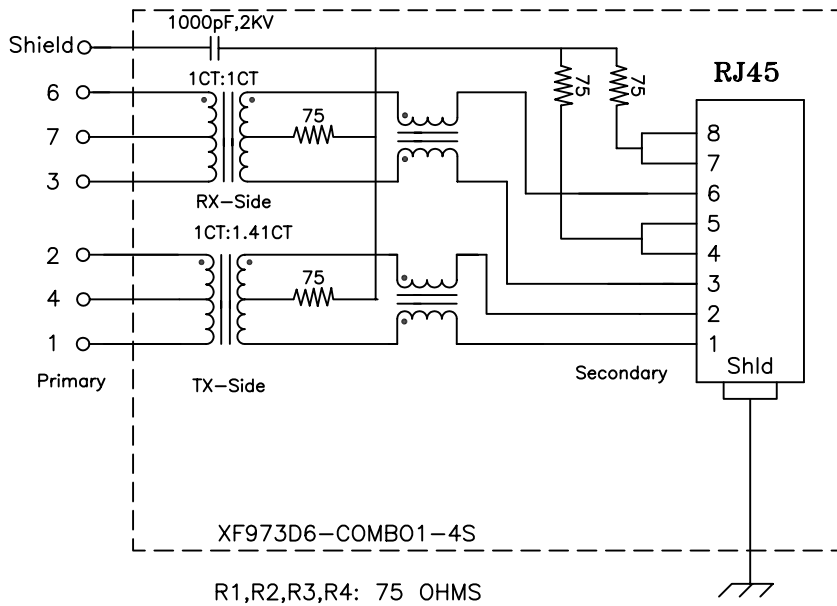 1000pF,2KV
Shield
RJ45
1CT:1CT
75
75
6
75
8
7
7
3
6
RX-Side
5
1CT:1.41CT
4
2
75
3
4
2
1
1
Shld
Primary
TX-Side
Secondary
XF973D6-COMBO1-4S
R1,R2,R3,R4: 75 OHMS